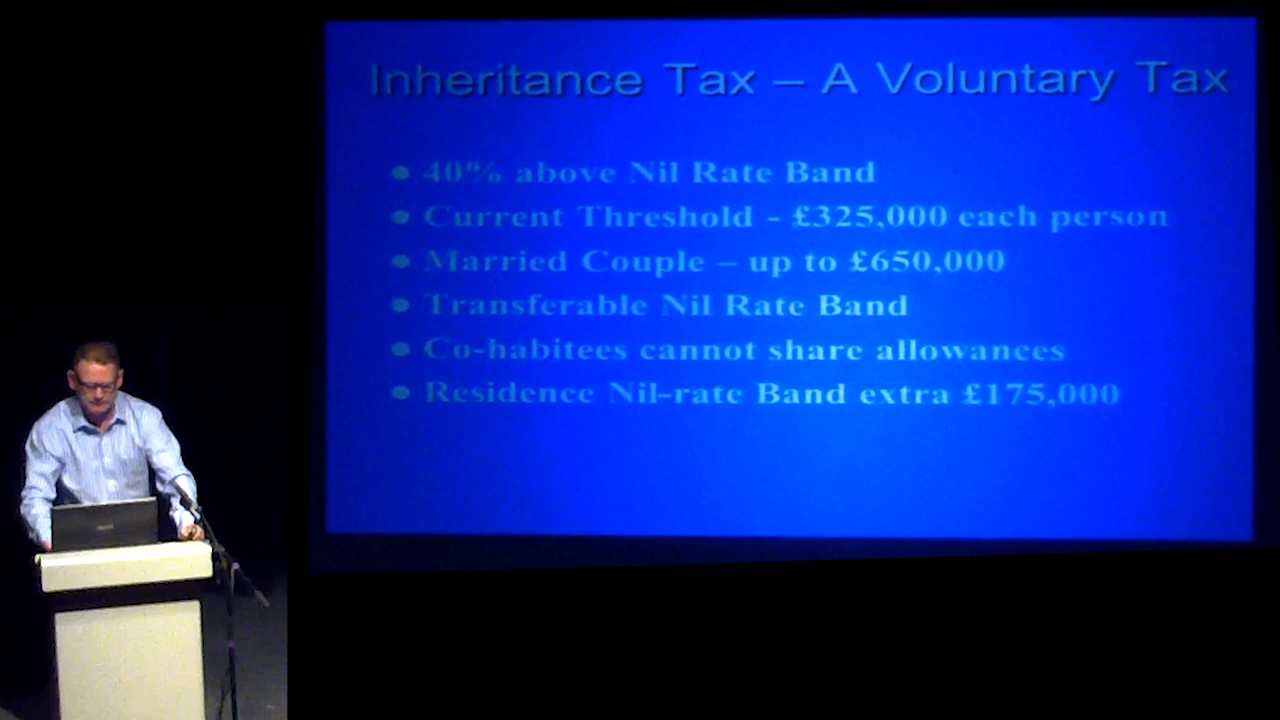 Inheritance Tax – A Voluntary Tax
● 40% above Nil Rate Band
● Current Threshold - £325,000 each person
● Married Couple – up to £650,000
● Transferable Nil Rate Band
● Co-habitees cannot share allowances
● Residence Nil-rate Band extra £175,000